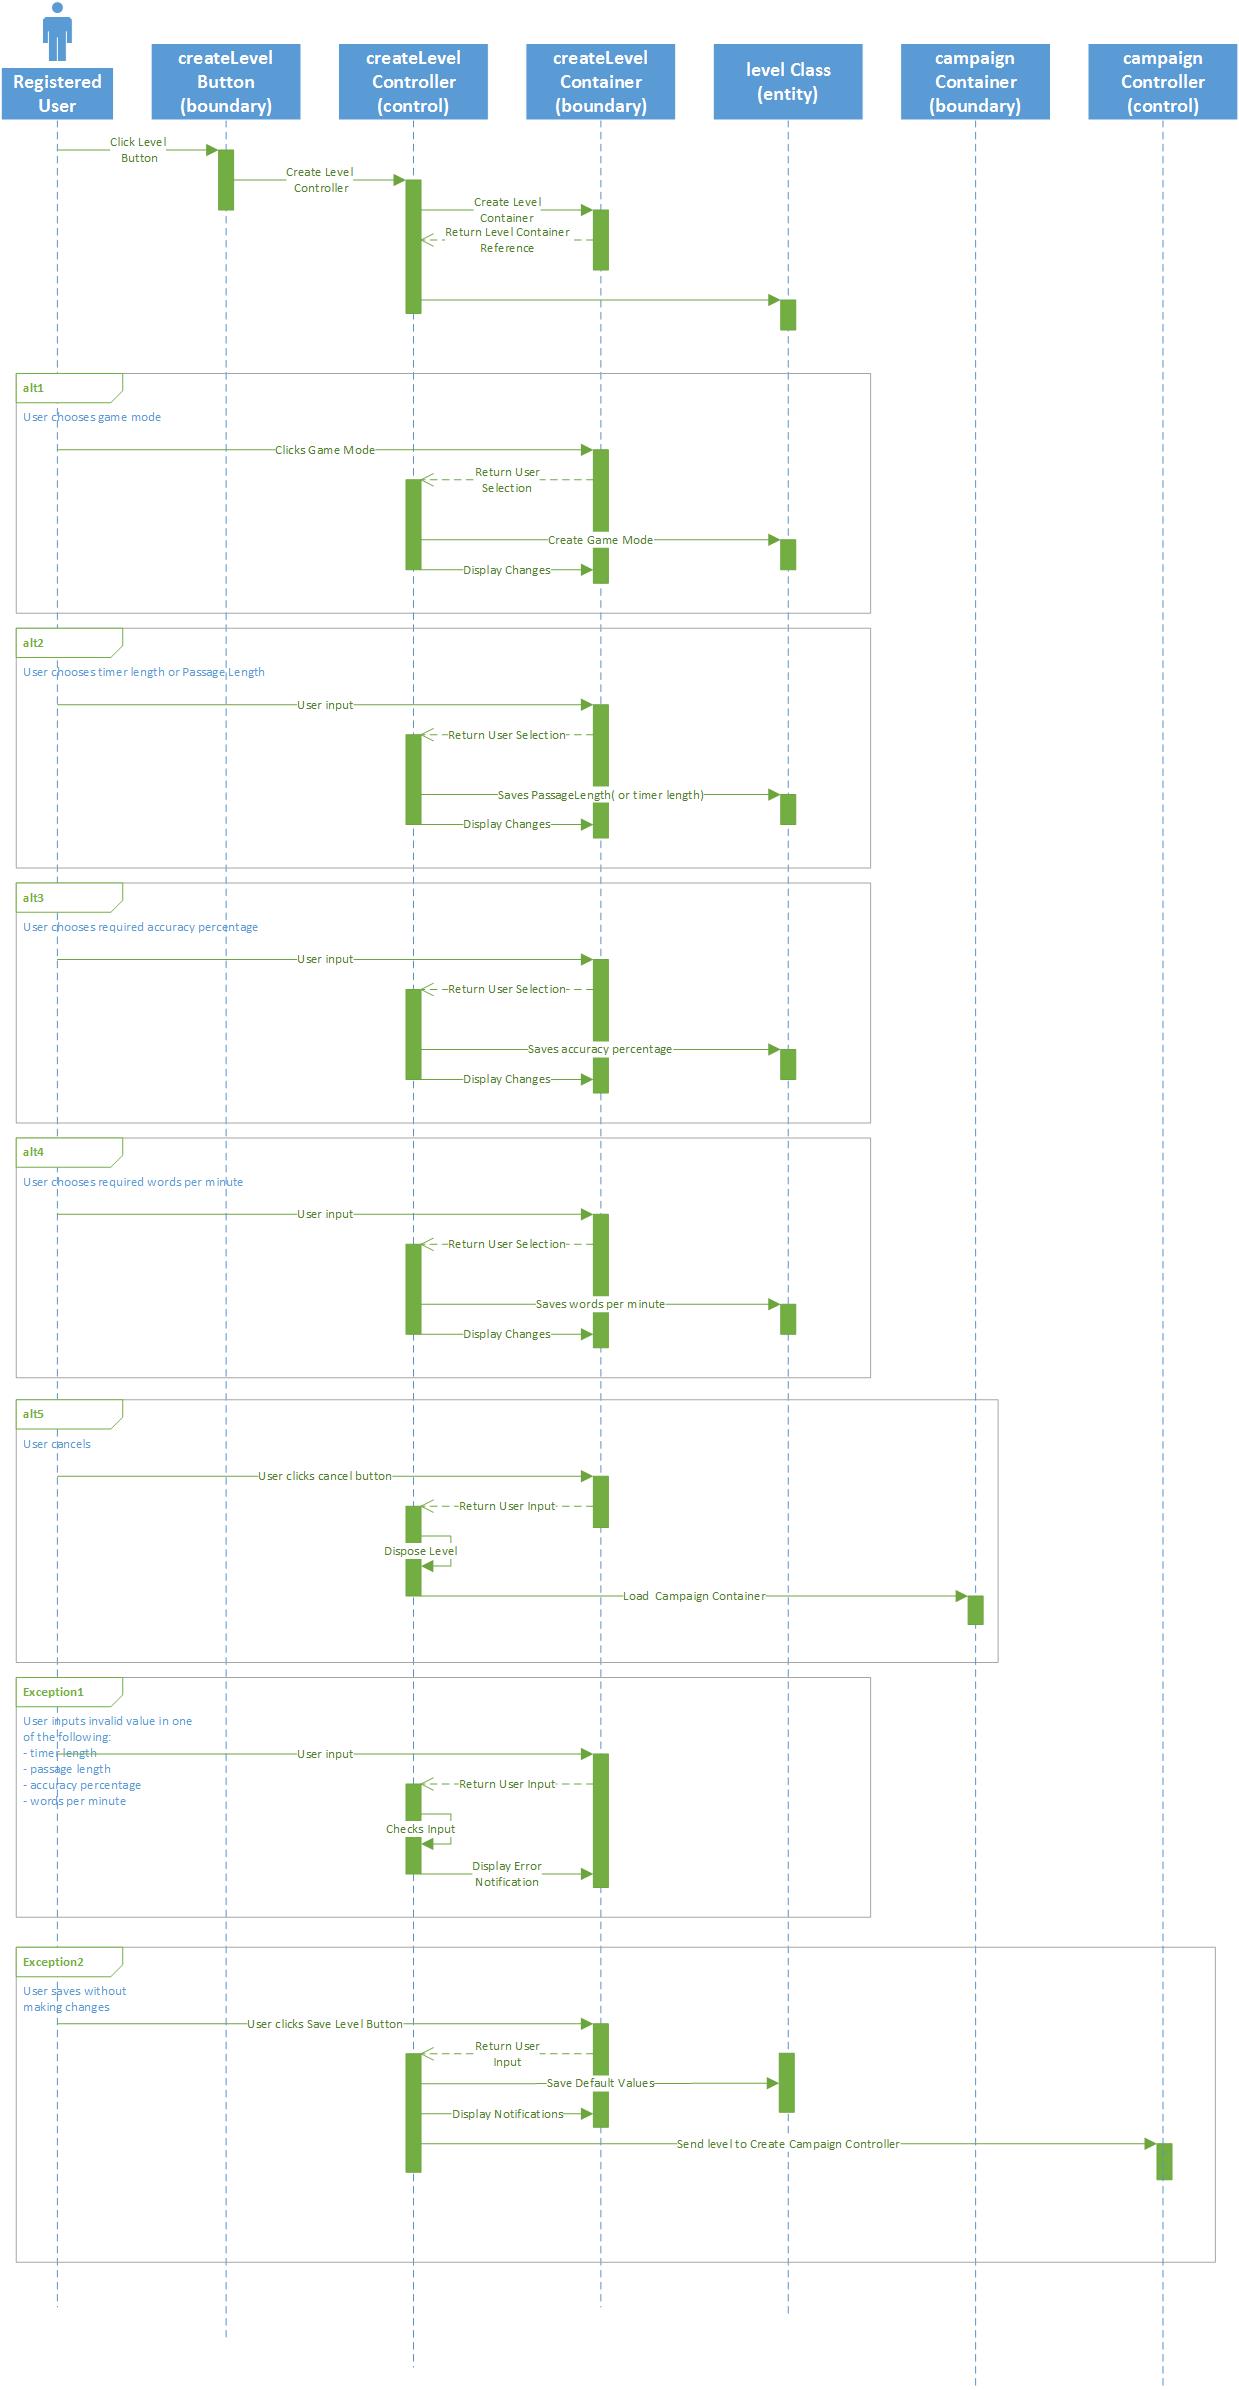 Registered
User
createLevel
Button
(boundary)
createLevel
Controller
(control)
createLevel
Container
(boundary)
level Class
(entity)
campaign
Container
(boundary)
campaign
Controller
(control)
Click Level
Button
Create Level
Controller
Create Level
Container
Return Level Container
Reference
alt1
User chooses game mode
Clicks Game Mode
Return User
Selection
Create Game Mode
Display Changes
alt2
User chooses timer length or Passage Length
User input
Return User Selection
Saves PassageLength( or timer length)
Display Changes
alt3
User chooses required accuracy percentage
User input
Return User Selection
Saves accuracy percentage
Display Changes
alt4
User chooses required words per minute
User input
Return User Selection
Saves words per minute
Display Changes
alt5
User cancels
User clicks cancel button
Return User Input
Dispose Level
Load  Campaign Container
Exception1
User inputs invalid value in one
of the following:
- timer length
- passage length
- accuracy percentage
- words per minute
User input
Return User Input
Checks Input
Display Error
Notification
Exception2
User saves without
making changes
User clicks Save Level Button
Return User
Input
Save Default Values
Display Notifications
Send level to Create Campaign Controller